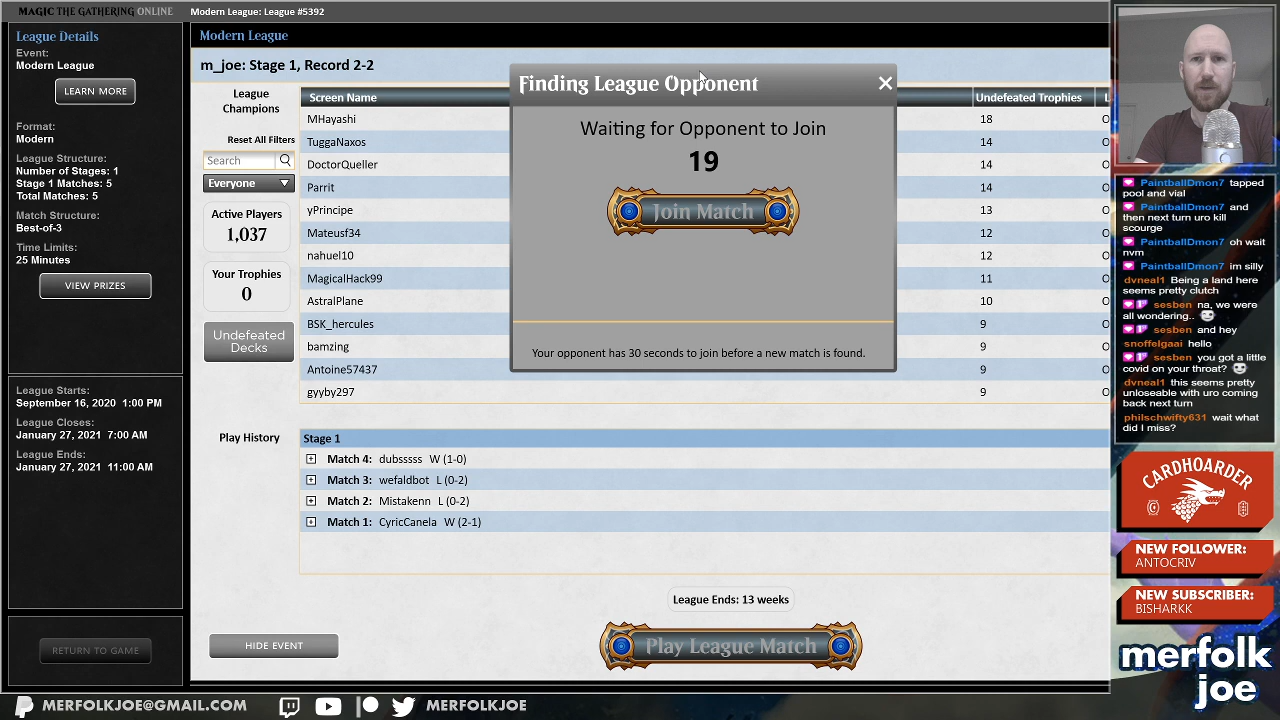 MAGIC THE GATHERING ONLINE
Modern League: League #5392
League Details
Event:
Modern League
LEARN MORE
Format:
Modern
League Structure:
Number of Stages: 1
Stage 1 Matches: 5
Total Matches: 5
Match Structure:
Best-of-3
Time Limits:
25 Minutes
VIEW PRIZES
League Starts:
September 16, 2020 1:00 PM
League Closes:
January 27, 2021 7:00 AM
League Ends:
January 27, 2021 11:00 AM
RETURN TO GAME
Modern League
m_joe: Stage 1, Record 2-2
League
Champions
Reset All Filters
Search
Everyone
Active Players
1,037
Your Trophies
0
Undefeated
Decks
Screen Name
Undefeated Trophies
MHayashi 18
TuggaNaxos 14
DoctorQueller 14
Parrit 14
yPrincipe 13
Mateusf34 12
nahuel10 12
MagicalHack99 11
AstralPlane 10
BSK_hercules 9
bamzing 9
Antoine57437 9
gyyby297 9
Finding League Opponent
Waiting for Opponent to Join
19
Join Match
Your opponent has 30 seconds to join before a new match is found.
Play History
Stage 1
Match 4: dubsssss W (1-0)
Match 3: wefaldbot L (0-2)
Match 2: Mistakenn L (0-2)
Match 1: CyricCanela W (2-1)
League Ends: 13 weeks
HIDE EVENT
Play League Match
PaintballDmon7 tapped
pool and vial
PaintballDmon7 and
then next turn uro kill
scourge
PaintballDmon7 oh wait
nvm
PaintballDmon7 im silly
dvneal1 Being a land here
seems pretty clutch
sesben na, we were
all wondering..
sesben and hey
snoffelgaai hello
sesben you got a little
covid on your throat?
dvneal1 this seems pretty
unloseable with uro coming
back next turn
philschwifty631 wait what
did I miss?
CARDHOARDER
NEW FOLLOWER:
ANTOCRIV
NEW SUBSCRIBER:
BISHARKK
merfolk
joe
MERFOLKJOE@GMAIL.COM
MERFOLKJOE